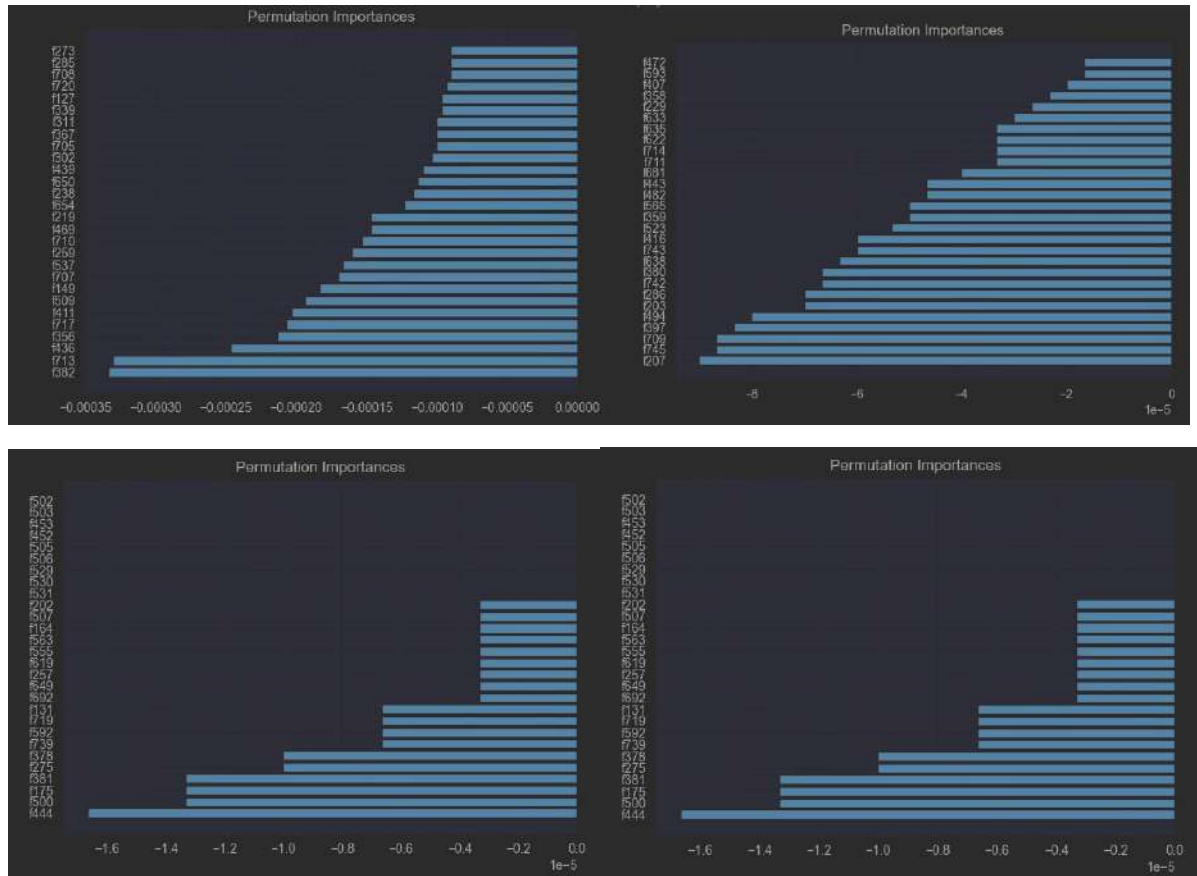 Permutation Importances
f273
f285
f708
f720
f127
f339
f311
f367
f705
f302
f439
f650
f238
f654
f219
f469
f710
f259
f537
f707
f149
f509
f411
f717
f356
f436
f713
f382
−0.00035 −0.00030 −0.00025 −0.00020 −0.00015 −0.00010 −0.00005 0.00000
Permutation Importances
f472
f593
f407
f358
f229
f633
f635
f622
f714
f711
f681
f443
f482
f565
f359
f523
f416
f743
f638
f380
f742
f286
f203
f494
f397
f709
f745
f207
−8 −6 −4 −2 0
1e−5
Permutation Importances
f502
f503
f453
f452
f505
f506
f529
f530
f531
f202
f507
f164
f563
f555
f619
f257
f649
f692
f131
f719
f592
f739
f378
f275
f381
f175
f500
f444
−1.6 −1.4 −1.2 −1.0 −0.8 −0.6 −0.4 −0.2 0.0
1e−5
Permutation Importances
f502
f503
f453
f452
f505
f506
f529
f530
f531
f202
f507
f164
f563
f555
f619
f257
f649
f692
f131
f719
f592
f739
f378
f275
f381
f175
f500
f444
−1.6 −1.4 −1.2 −1.0 −0.8 −0.6 −0.4 −0.2 0.0
1e−5